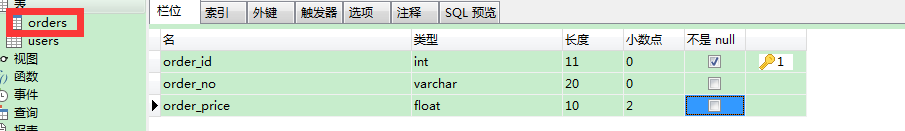 表
orders
users
视图
函数
事件
查询
报表
栏位 索引 外键 触发器 选项 注释 SQL 预览
名 类型 长度 小数点 不是 null
order_id int 11 0 1
order_no varchar 20 0
order_price float 10 2